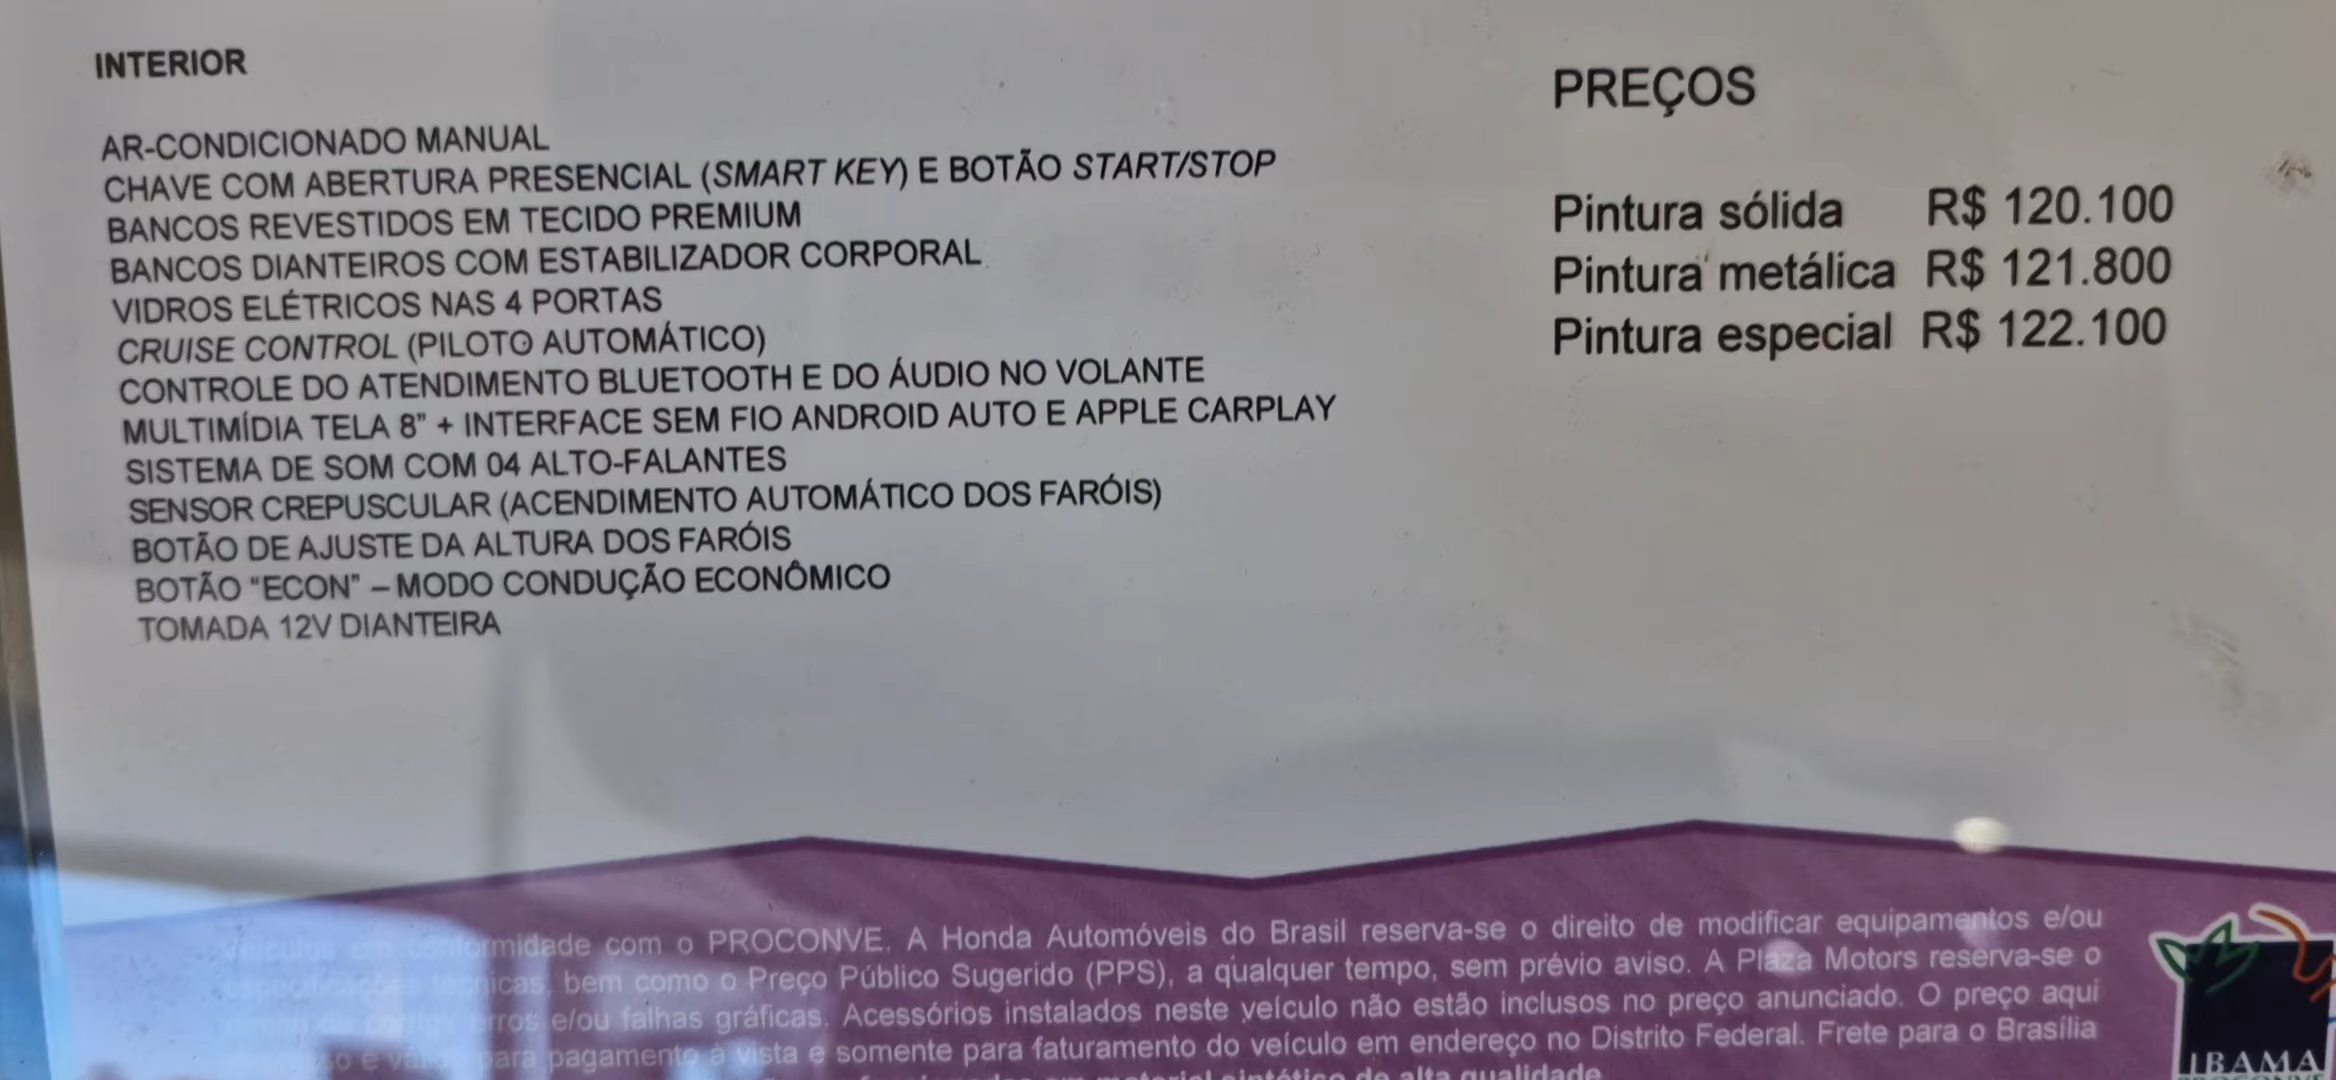 INTERIOR
AR-CONDICIONADO MANUAL
CHAVE COM ABERTURA PRESENCIAL (SMART KEY) E BOTÃO START/STOP
BANCOS REVESTIDOS EM TECIDO PREMIUM
BANCOS DIANTEIROS COM ESTABILIZADOR CORPORAL
VIDROS ELÉTRICOS NAS 4 PORTAS
CRUISE CONTROL (PILOTO AUTOMÁTICO)
CONTROLE DO ATENDIMENTO BLUETOOTH E DO ÁUDIO NO VOLANTE
MULTIMÍDIA TELA 8” + INTERFACE SEM FIO ANDROID AUTO E APPLE CARPLAY
SISTEMA DE SOM COM 04 ALTO-FALANTES
SENSOR CREPUSCULAR (ACENDIMENTO AUTOMÁTICO DOS FARÓIS)
BOTÃO DE AJUSTE DA ALTURA DOS FARÓIS
BOTÃO “ECON” – MODO CONDUÇÃO ECONÔMICO
TOMADA 12V DIANTEIRA
PREÇOS
Pintura sólida R$ 120.100
Pintura metálica R$ 121.800
Pintura especial R$ 122.100
conformidade com o PROCONVE. A Honda Automóveis do Brasil reserva-se o direito de modificar equipamentos e/ou
técnicas, bem como o Preço Público Sugerido (PPS), a qualquer tempo, sem prévio aviso. A Plaza Motors reserva-se o
erros e/ou falhas gráficas. Acessórios instalados neste veículo não estão inclusos no preço anunciado. O preço aqui
para pagamento à vista e somente para faturamento do veículo em endereço no Distrito Federal. Frete para o Brasília
material sintético de alta qualidade
IBAMA
PROCONVE